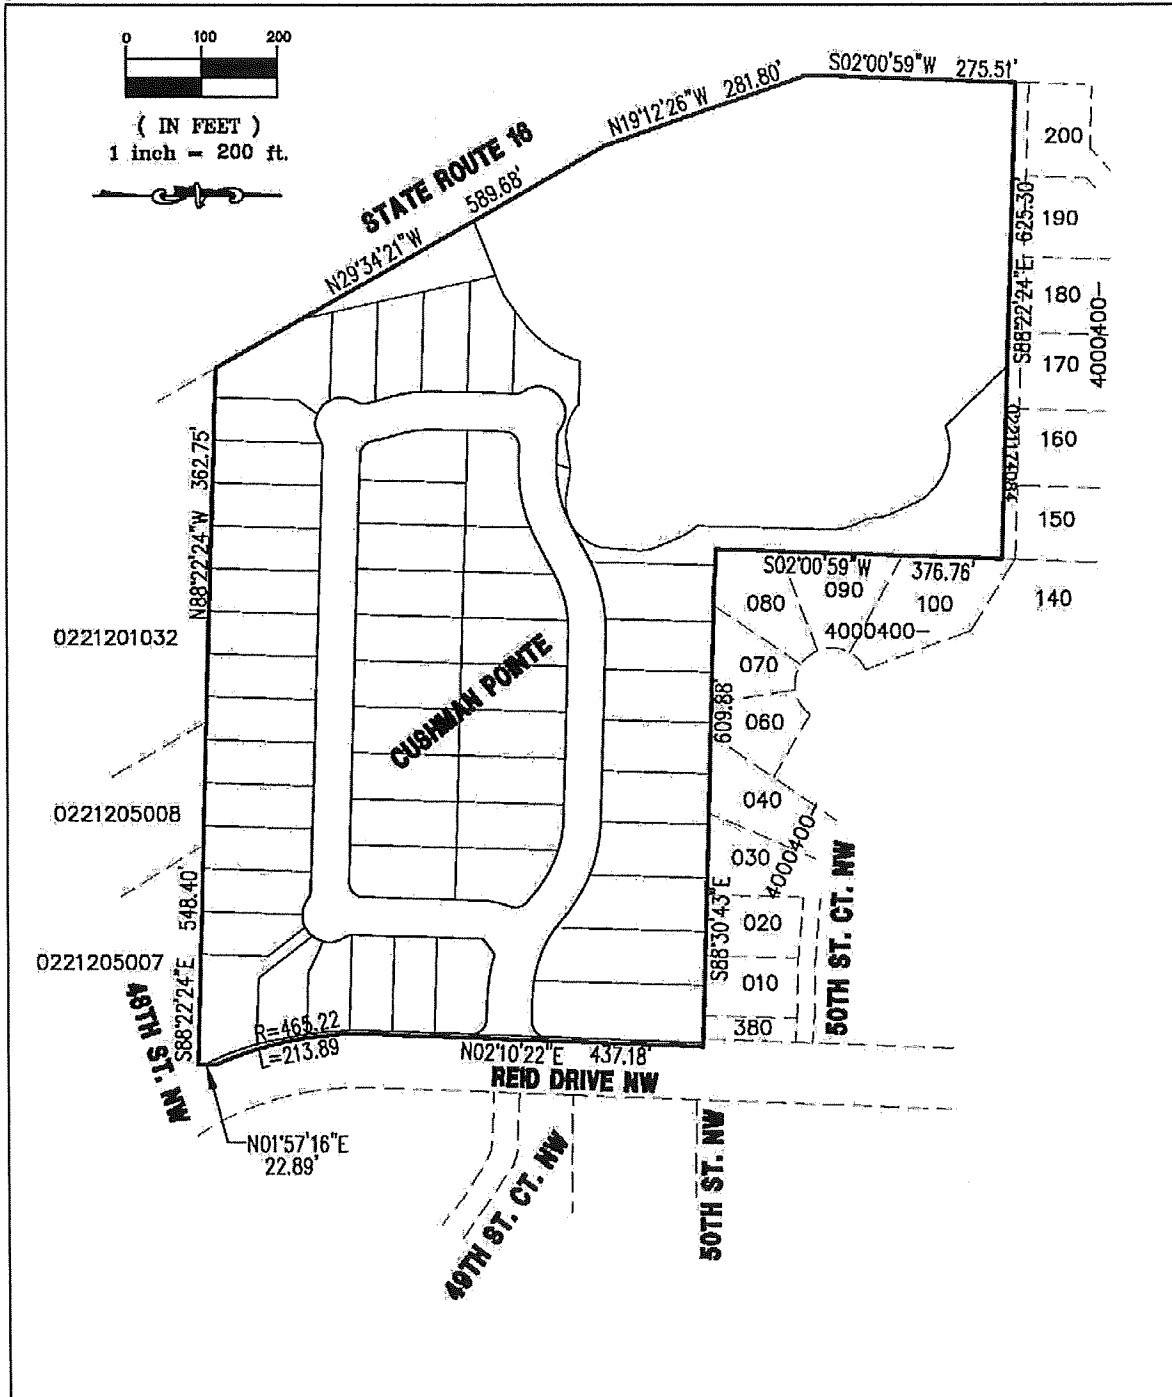 0 100 200
( IN FEET )
1 inch = 200 ft.
S02°00'59"W 275.51'
N19°12'26"W 281.80'
STATE ROUTE 16
589.68'
N29°34'21"W
200
190
180
170
160
150
140
S88°22'24"E 625.30'
4000400-
0221174084
N88°22'24"W 362.75'
S02°00'59"W 376.76'
080
090
100
4000400-
070
060
040
030
020
010
380
4000400-
0221201032
CUSHMAN POINTE
609.88'
S88°30'43"E
0221205008
548.40'
S88°22'24"E
0221205007
48TH ST. NW
50TH ST. CT. NW
R=465.22
L=213.89
N02°10'22"E 437.18'
REID DRIVE NW
N01°57'16"E
22.89'
49TH ST. CT. NW
50TH ST. NW